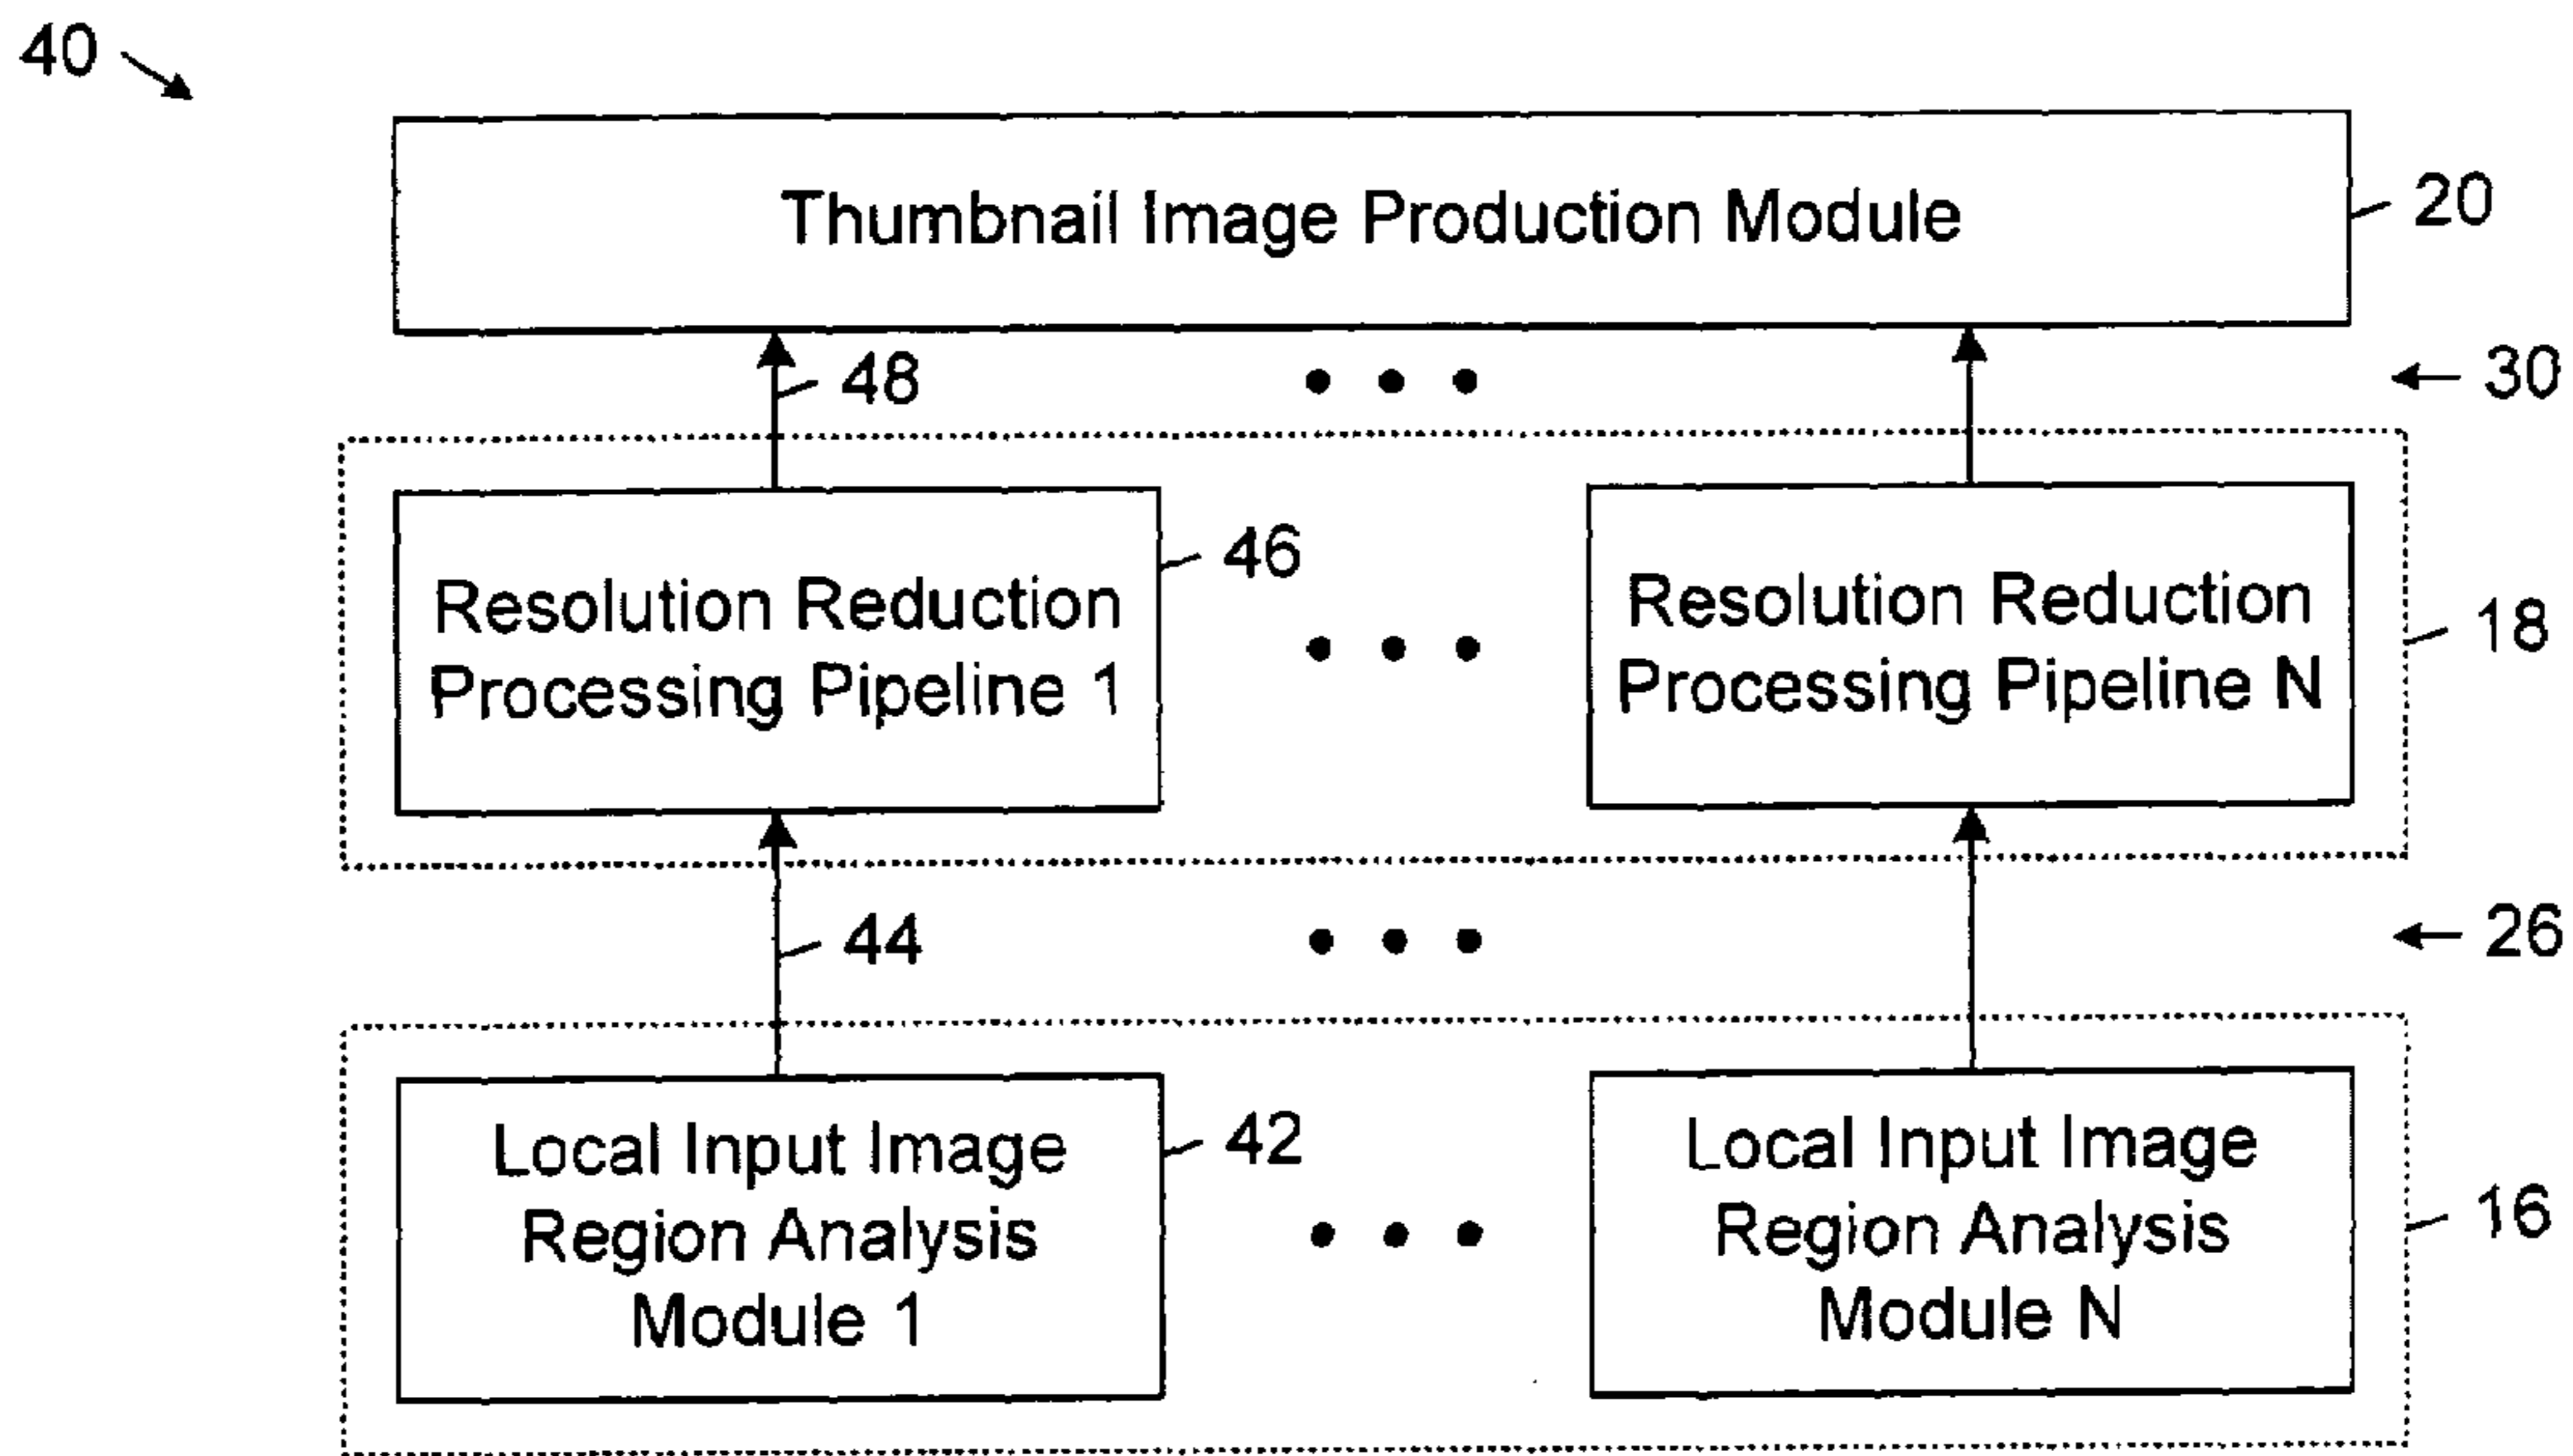 40
Thumbnail Image Production Module
20
48
30
Resolution Reduction
Processing Pipeline 1
46
Resolution Reduction
Processing Pipeline N
18
44
26
Local Input Image
Region Analysis
Module 1
42
Local Input Image
Region Analysis
Module N
16